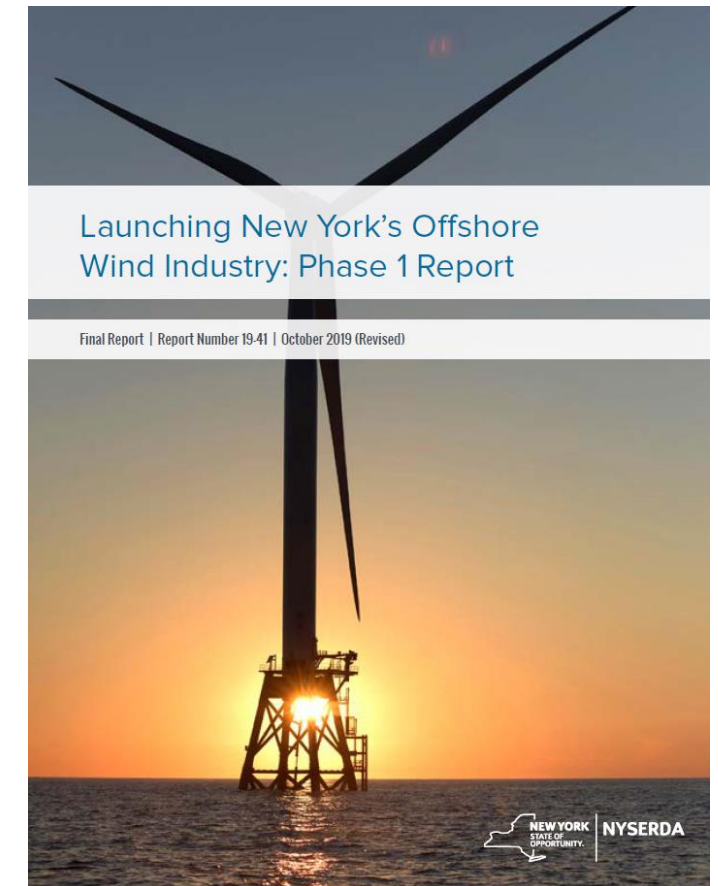 Launching New York's Offshore
Wind Industry: Phase 1 Report
Final Report | Report Number 19-41 | October 2019 (Revised)
NEW YORK
STATE OF
OPPORTUNITY.
NYSERDA